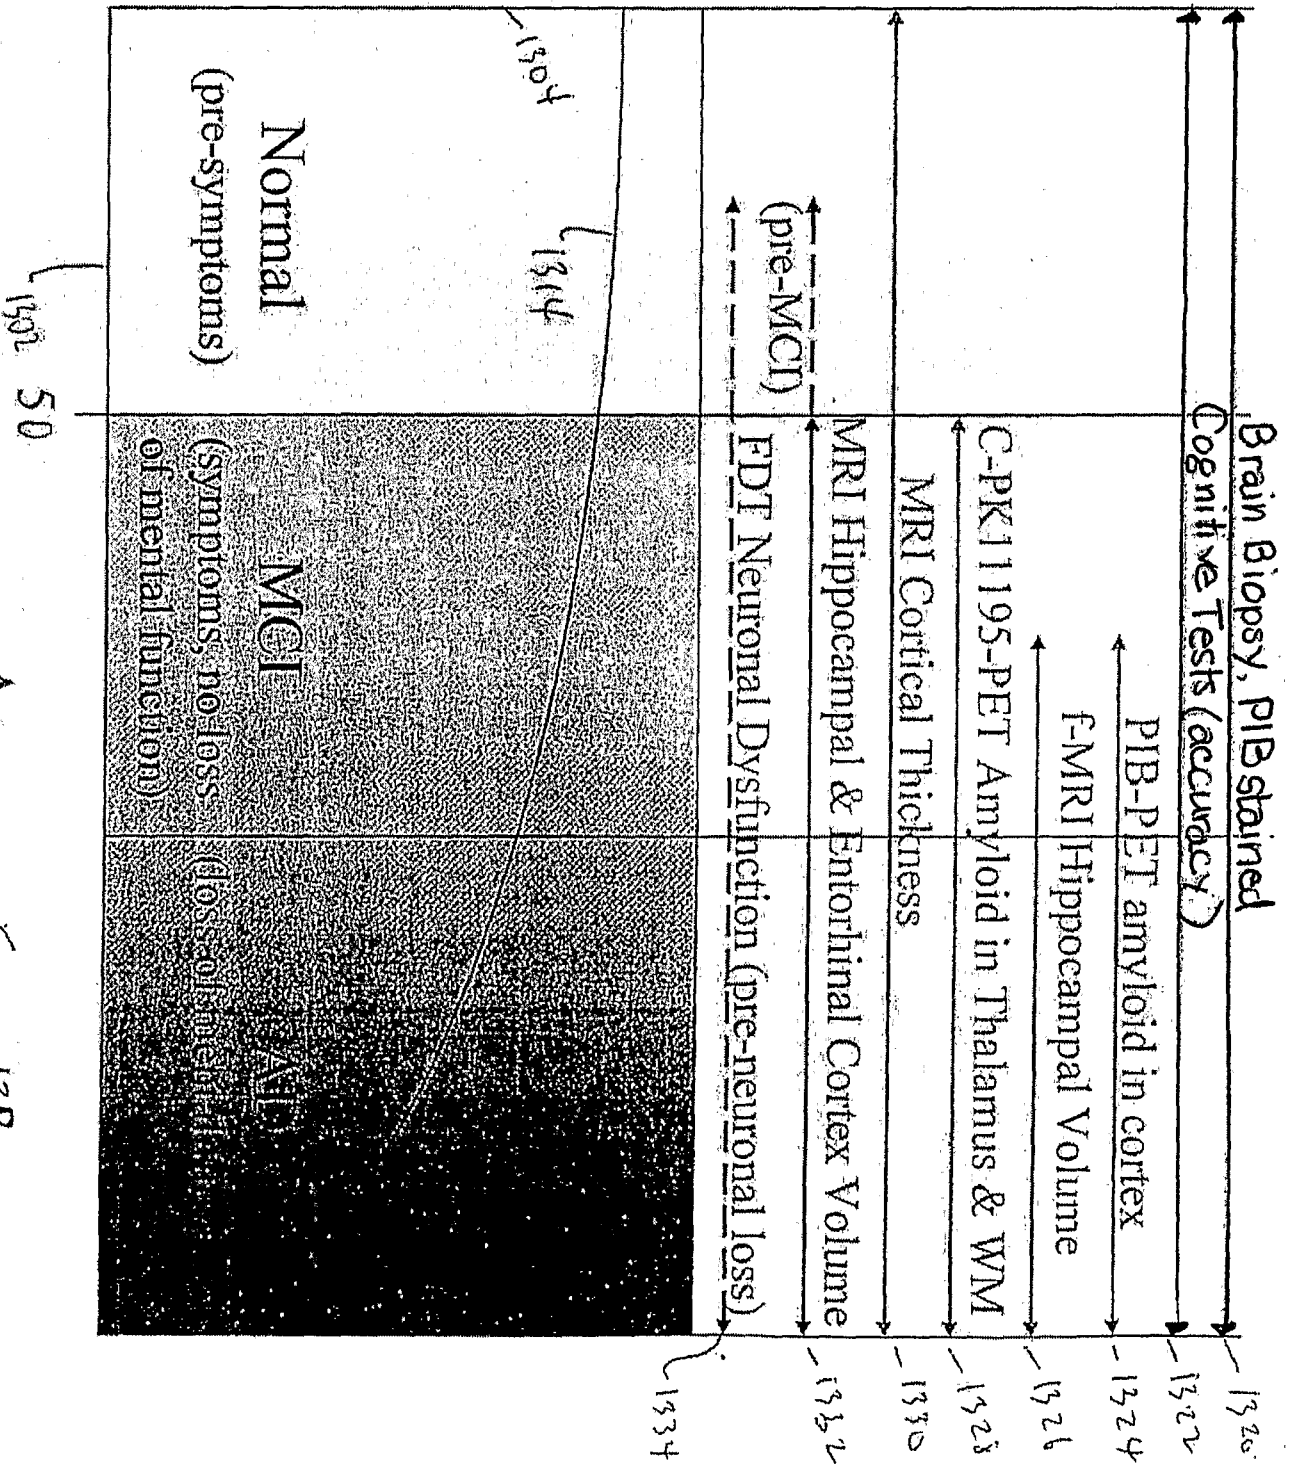 Brain Biopsy, PIB stained
1320
Cognitive Tests (accuracy)
1322
PIB-PET amyloid in cortex
1324
f-MRI Hippocampal Volume
1326
C-PK11195-PET Amyloid in Thalamus & WM
1328
MRI Cortical Thickness
1330
MRI Hippocampal & Entorhinal Cortex Volume
1332
(pre-MCI)
FDT Neuronal Dysfunction (pre-neuronal loss)
1334
1304
1314
Normal
(pre-symptoms)
MCI
(symptoms, no loss
of mental function)
AD
(loss of mental
1302
50